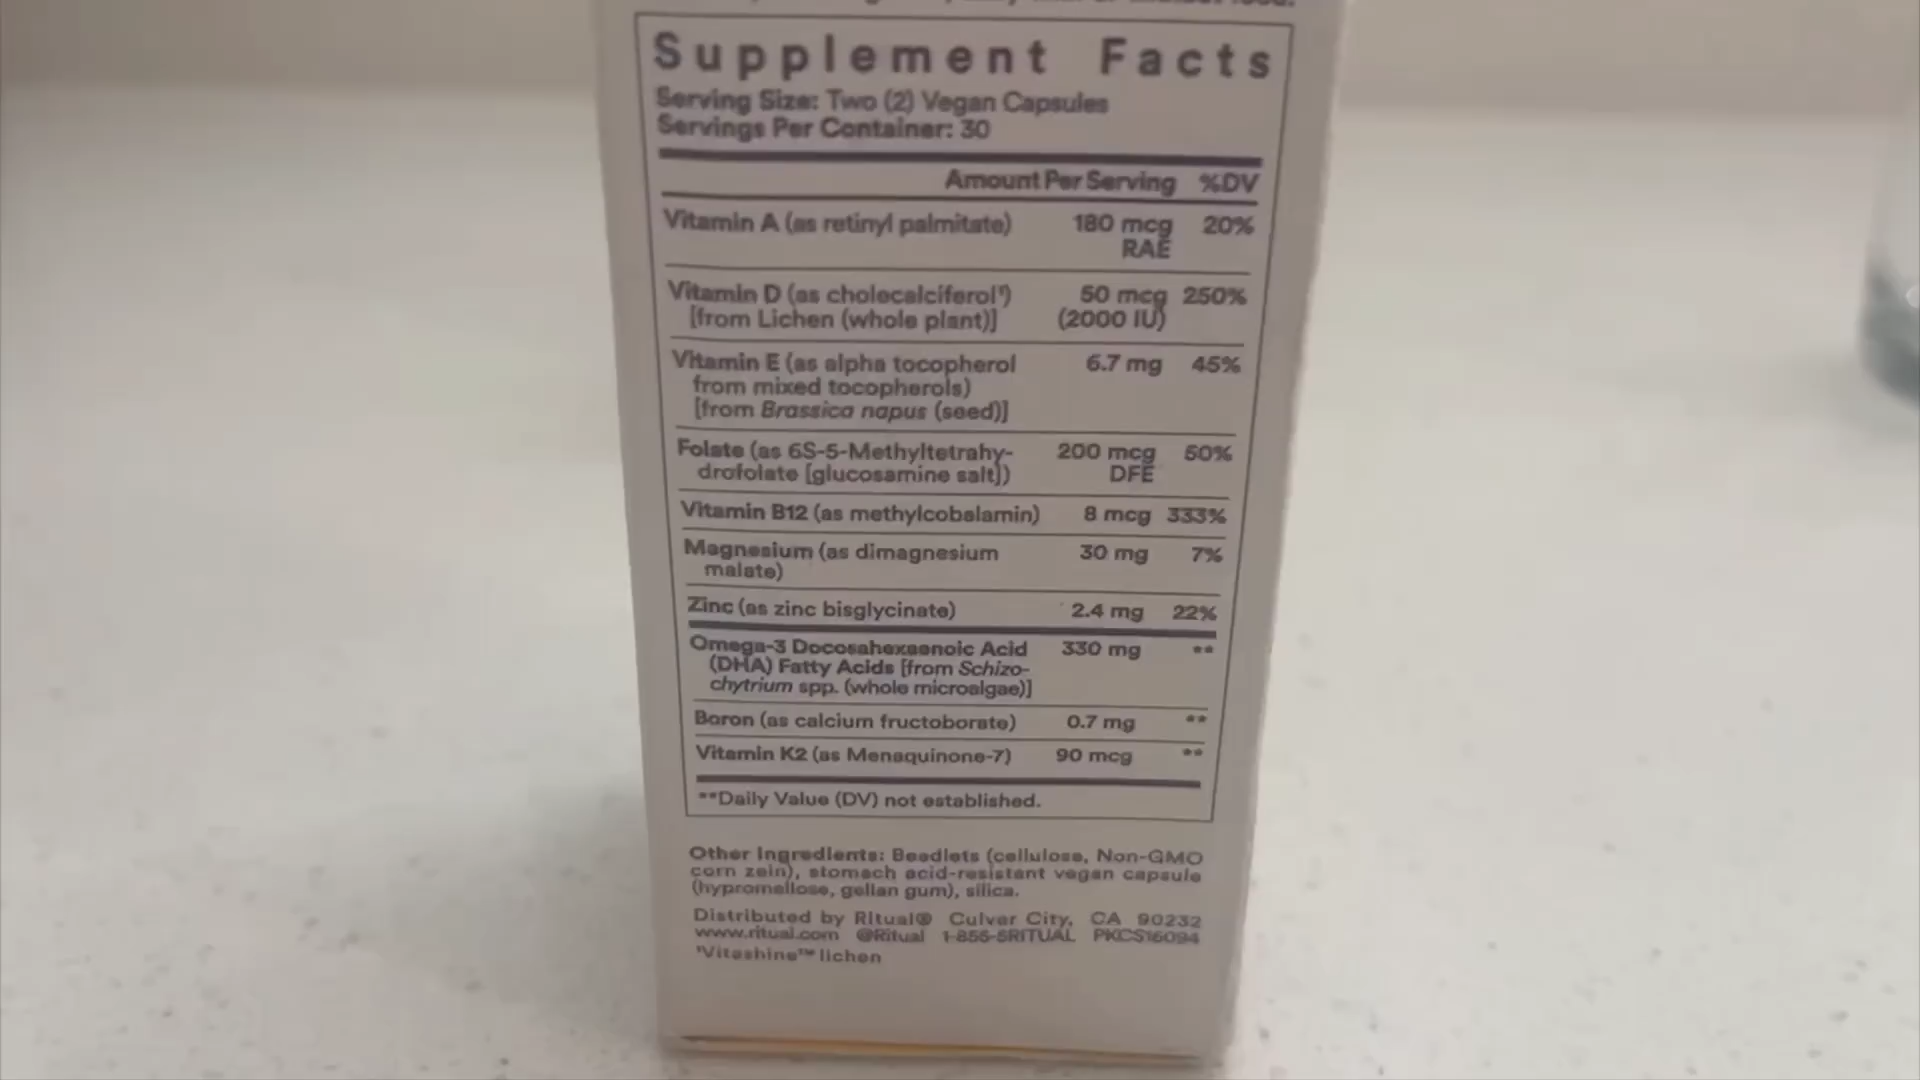 Supplement Facts
Serving Size: Two (2) Vegan Capsules
Servings Per Container: 30
Amount Per Serving %DV
Vitamin A (as retinyl palmitate) 180 mcg 20%
RAE
Vitamin D (as cholecalciferol¹) 50 mcg 250%
[from Lichen (whole plant)] (2000 IU)
Vitamin E (as alpha tocopherol 6.7 mg 45%
from mixed tocopherols)
[from Brassica napus (seed)]
Folate (as 6S-5-Methyltetrahy- 200 mcg 50%
drofolate [glucosamine salt]) DFE
Vitamin B12 (as methylcobalamin) 8 mcg 333%
Magnesium (as dimagnesium 30 mg 7%
malate)
Zinc (as zinc bisglycinate) 2.4 mg 22%
Omega-3 Docosahexaenoic Acid 330 mg **
(DHA) Fatty Acids [from Schizo-
chytrium spp. (whole microalgae)]
Boron (as calcium fructoborate) 0.7 mg **
Vitamin K2 (as Menaquinone-7) 90 mcg **
**Daily Value (DV) not established.
Other Ingredients: Beadlets (cellulose, Non-GMO
corn zein), stomach acid-resistant vegan capsule
(hypromellose, gellan gum), silica.
Distributed by Ritual® Culver City, CA 90232
www.ritual.com @Ritual 1-855-5RITUAL PKCS16094
¹Vitashine™ lichen